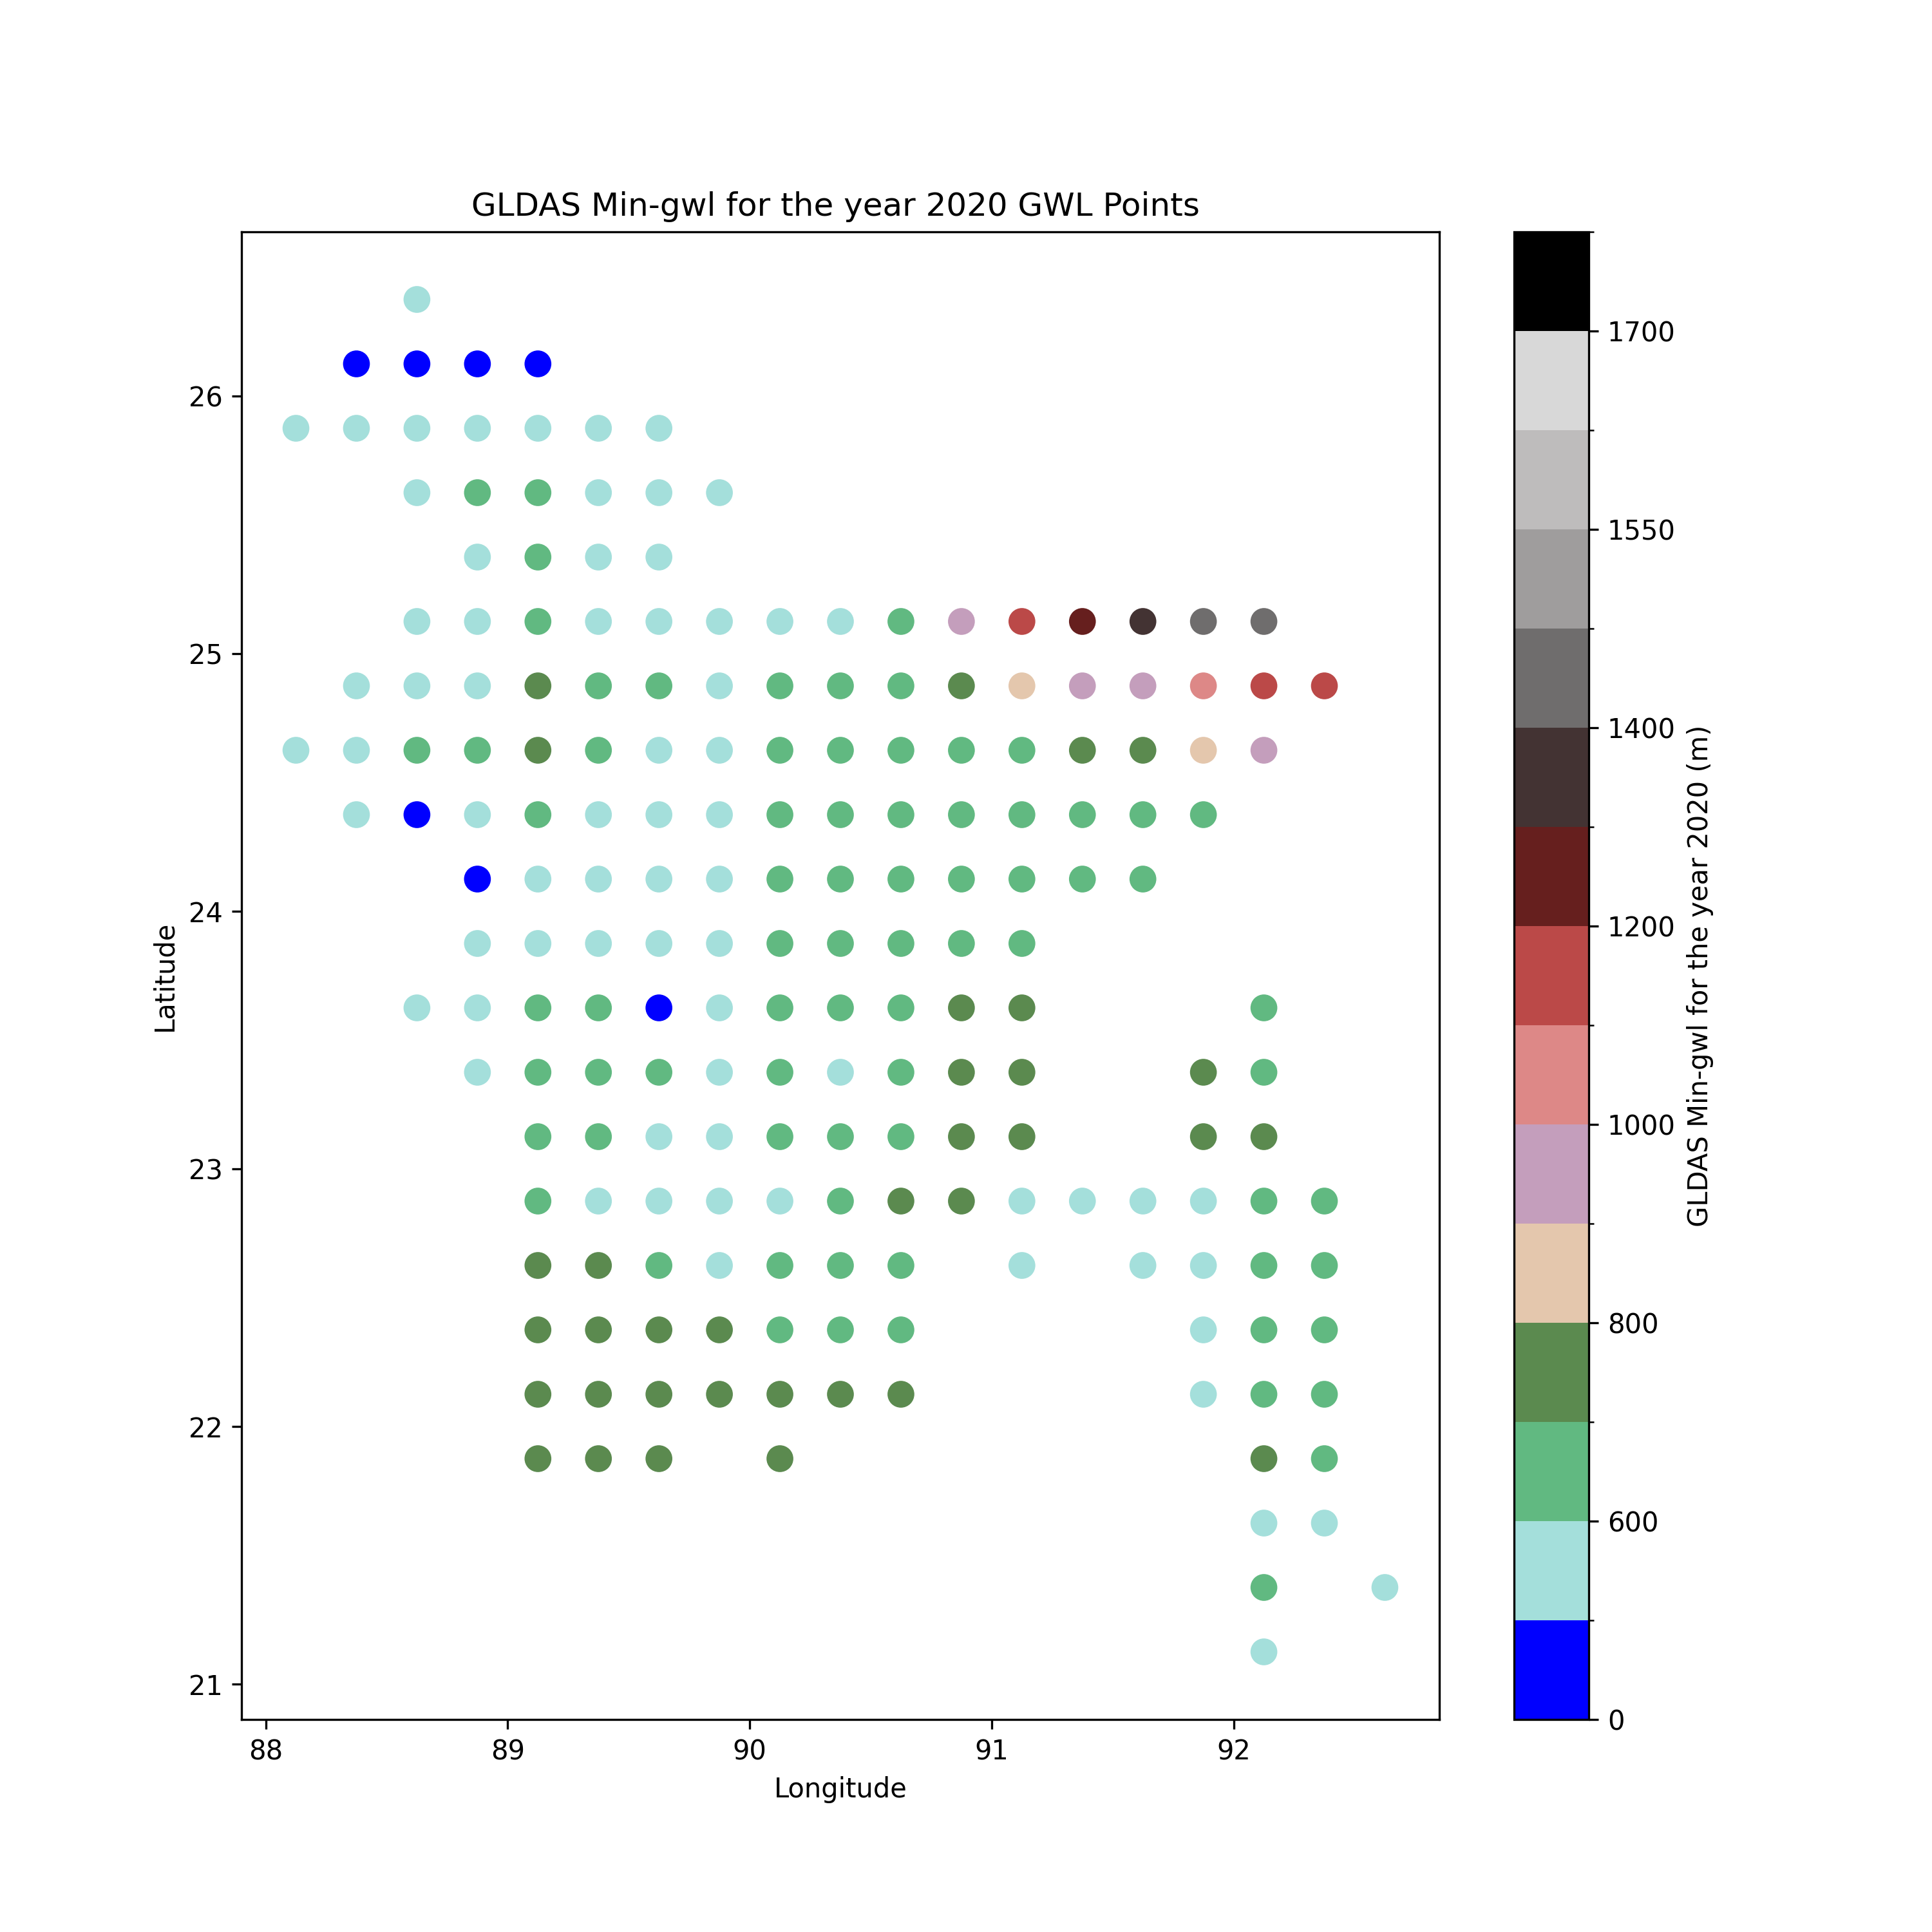 GLDAS Min-gwl for the year 2020 GWL Points
26
25
24
23
22
21
Latitude
88 89 90 91 92
Longitude
1700
1550
1400
1200
1000
800
600
0
GLDAS Min-gwl for the year 2020 (m)